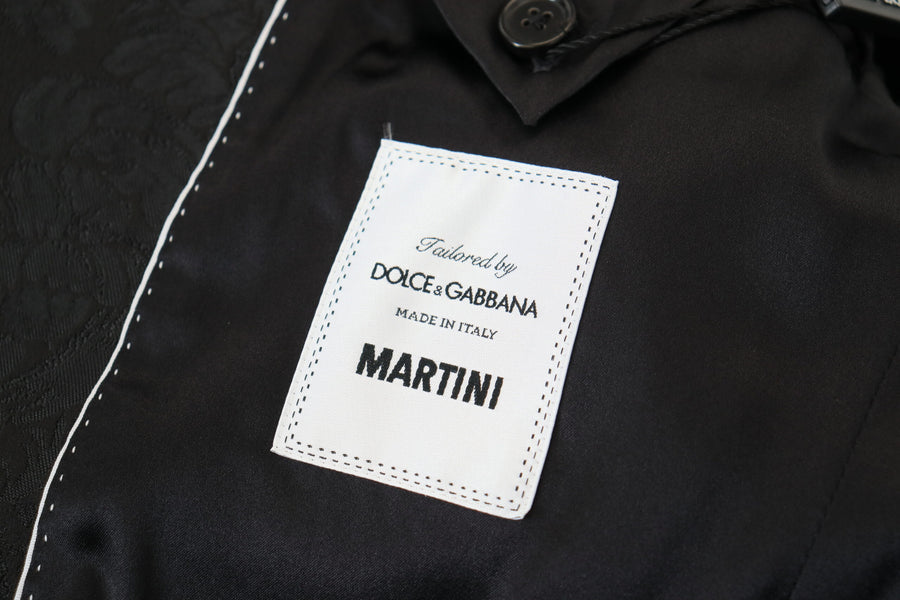 Tailored by
DOLCE & GABBANA
MADE IN ITALY
MARTINI